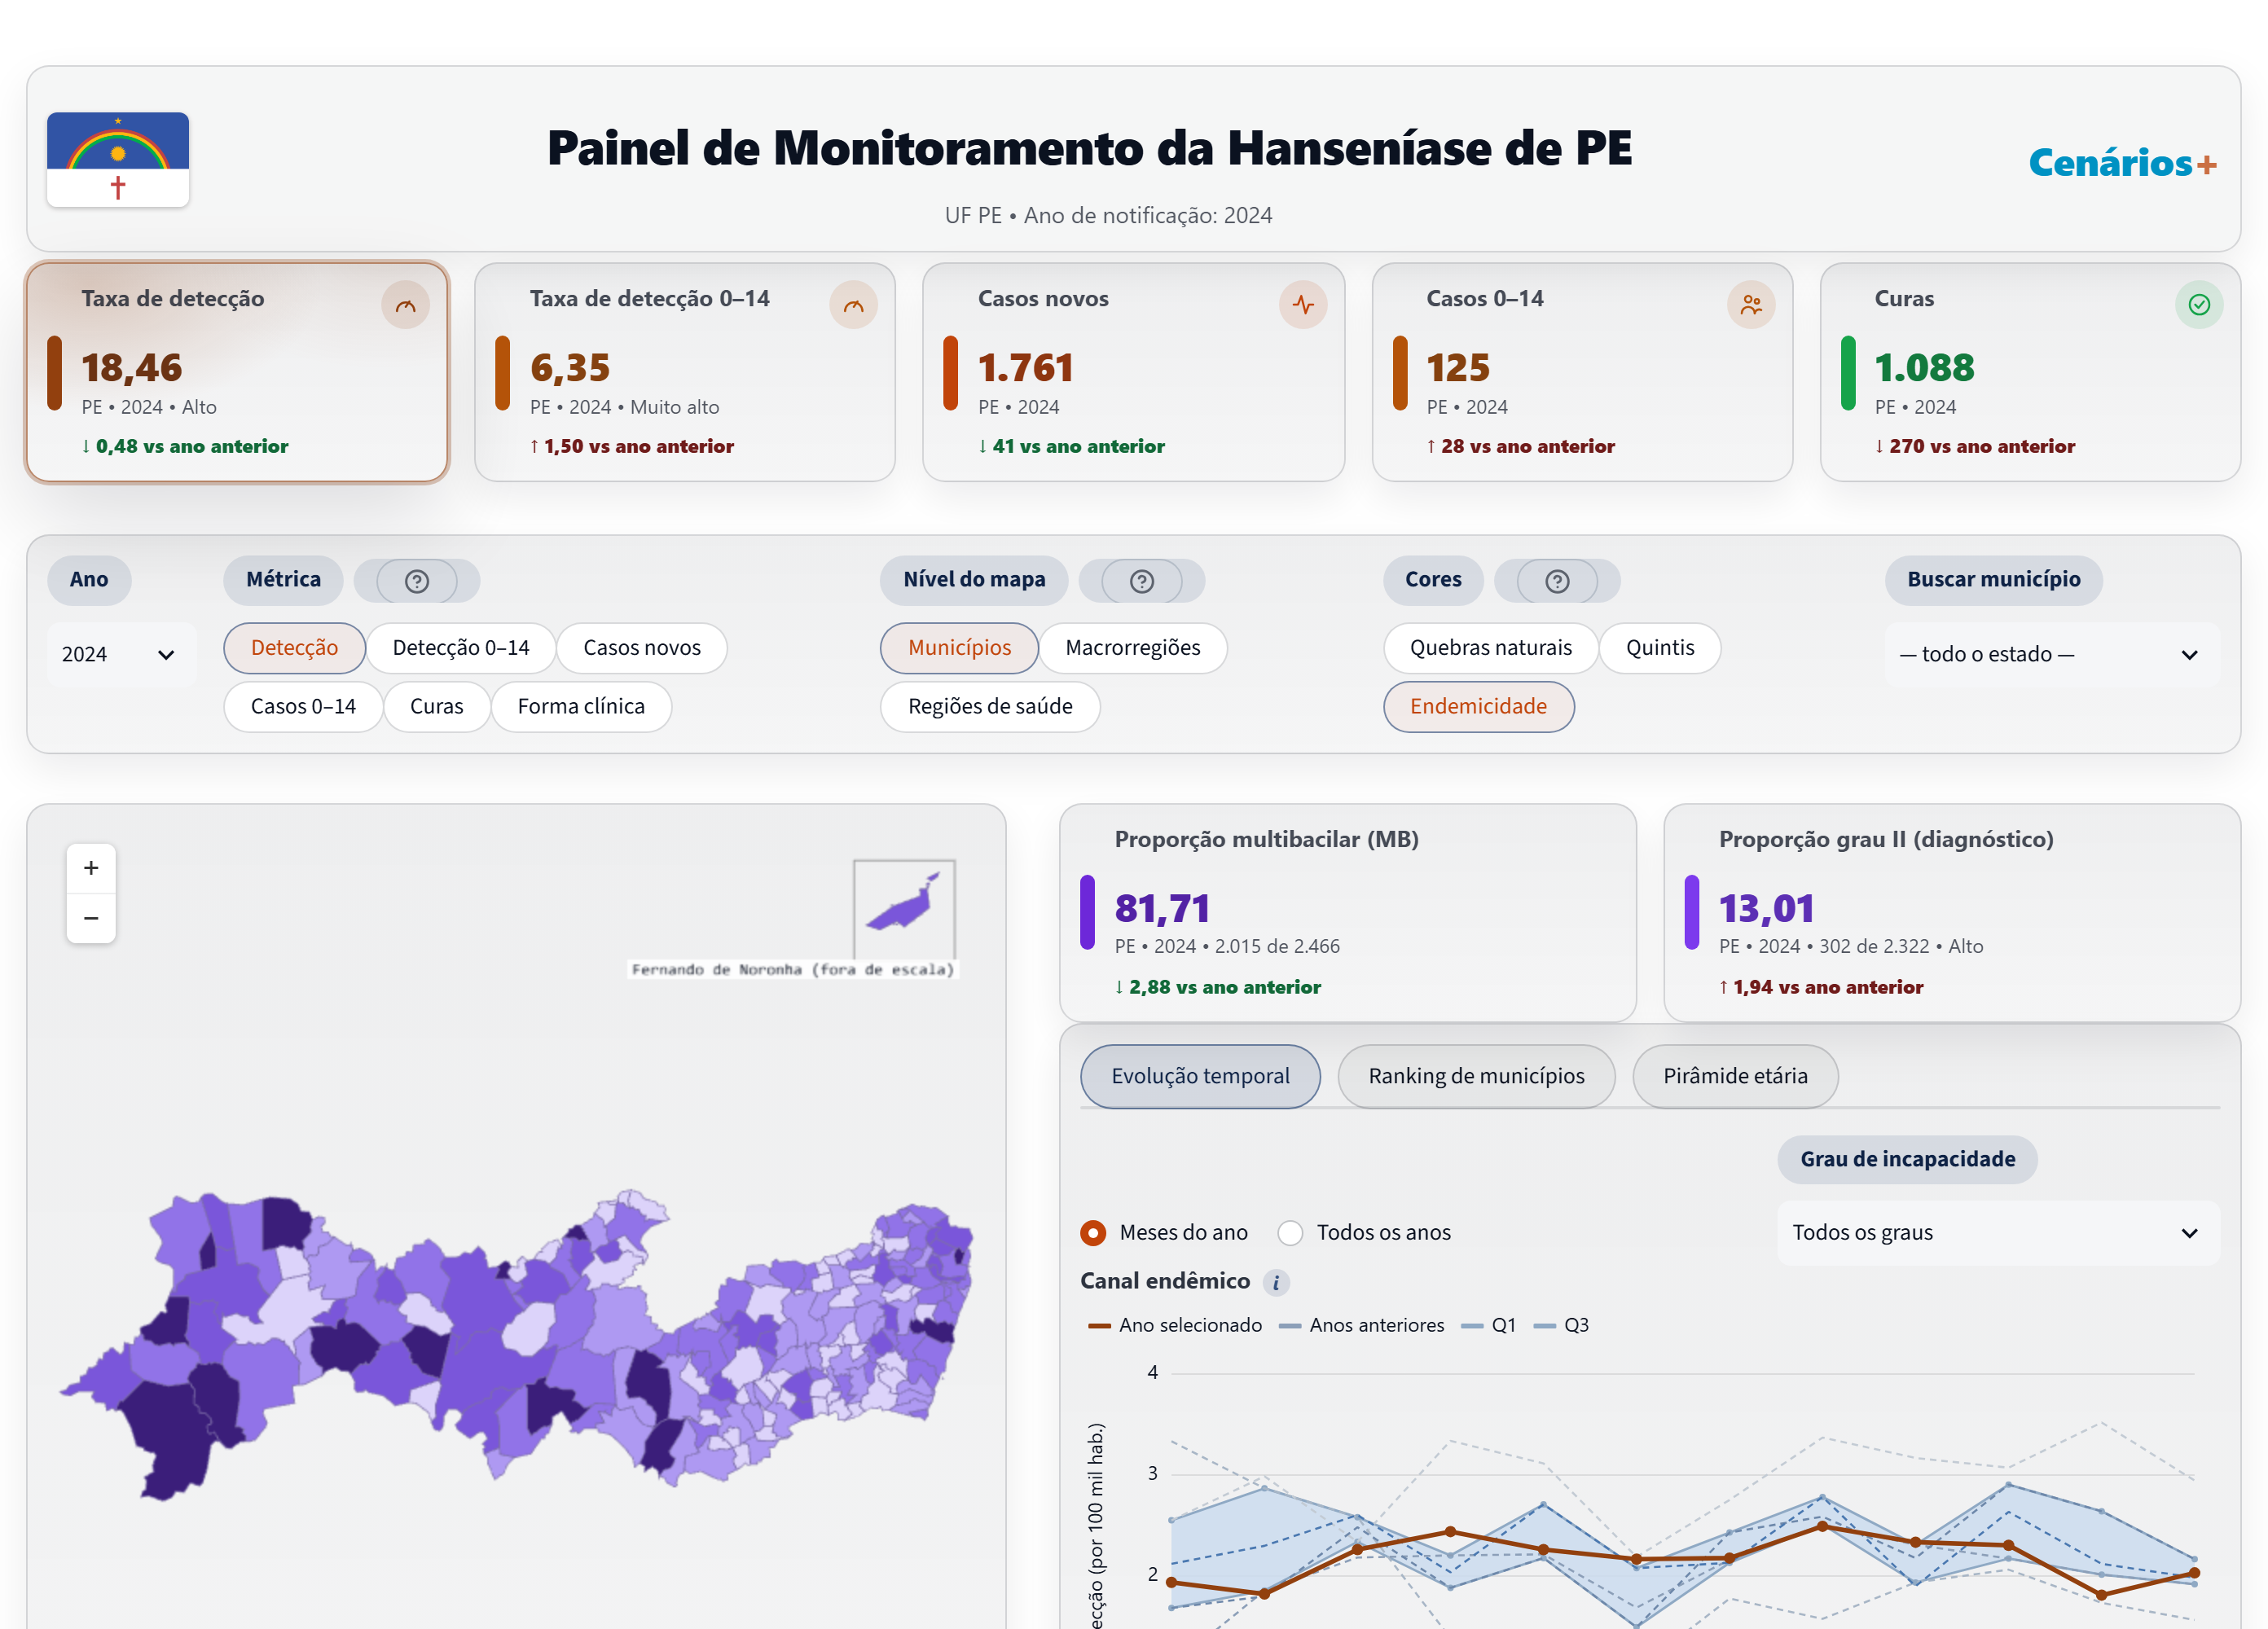 Painel de Monitoramento da Hanseníase de PE
UF PE • Ano de notificação: 2024
Cenários+
Taxa de detecção
18,46
PE • 2024 • Alto
↓ 0,48 vs ano anterior
Taxa de detecção 0–14
6,35
PE • 2024 • Muito alto
↑ 1,50 vs ano anterior
Casos novos
1.761
PE • 2024
↓ 41 vs ano anterior
Casos 0–14
125
PE • 2024
↑ 28 vs ano anterior
Curas
1.088
PE • 2024
↓ 270 vs ano anterior
Ano
2024
Métrica
?
Detecção
Detecção 0–14
Casos novos
Casos 0–14
Curas
Forma clínica
Nível do mapa
?
Municípios
Macrorregiões
Regiões de saúde
Cores
?
Quebras naturais
Quintis
Endemicidade
Buscar município
— todo o estado —
+
−
Fernando de Noronha (fora de escala)
Proporção multibacilar (MB)
81,71
PE • 2024 • 2.015 de 2.466
↓ 2,88 vs ano anterior
Proporção grau II (diagnóstico)
13,01
PE • 2024 • 302 de 2.322 • Alto
↑ 1,94 vs ano anterior
Evolução temporal
Ranking de municípios
Pirâmide etária
Grau de incapacidade
Todos os graus
Meses do ano
Todos os anos
Canal endêmico i
Ano selecionado
Anos anteriores
Q1
Q3
4
3
2
ecção (por 100 mil hab.)